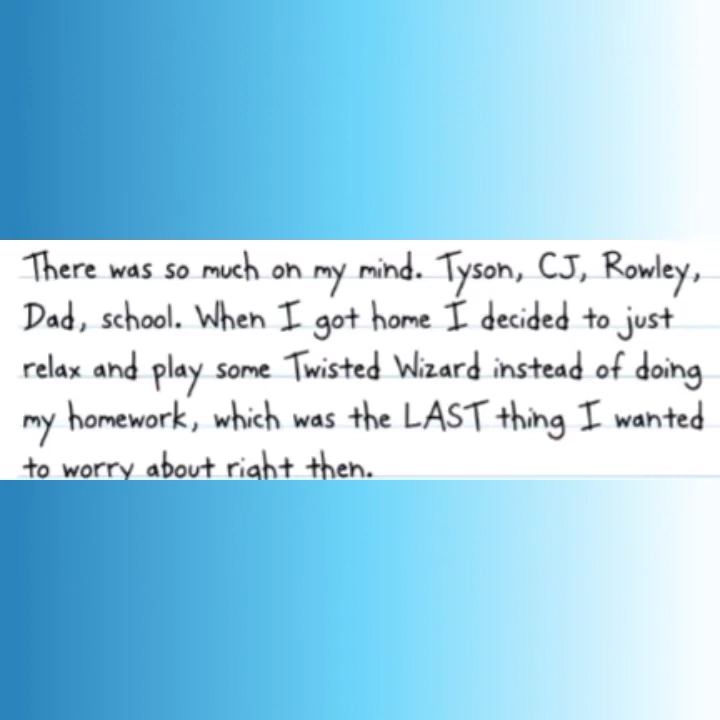 There was so much on my mind. Tyson, CJ, Rowley,
Dad, school. When I got home I decided to just
relax and play some Twisted Wizard instead of doing
my homework, which was the LAST thing I wanted
to worry about right then.